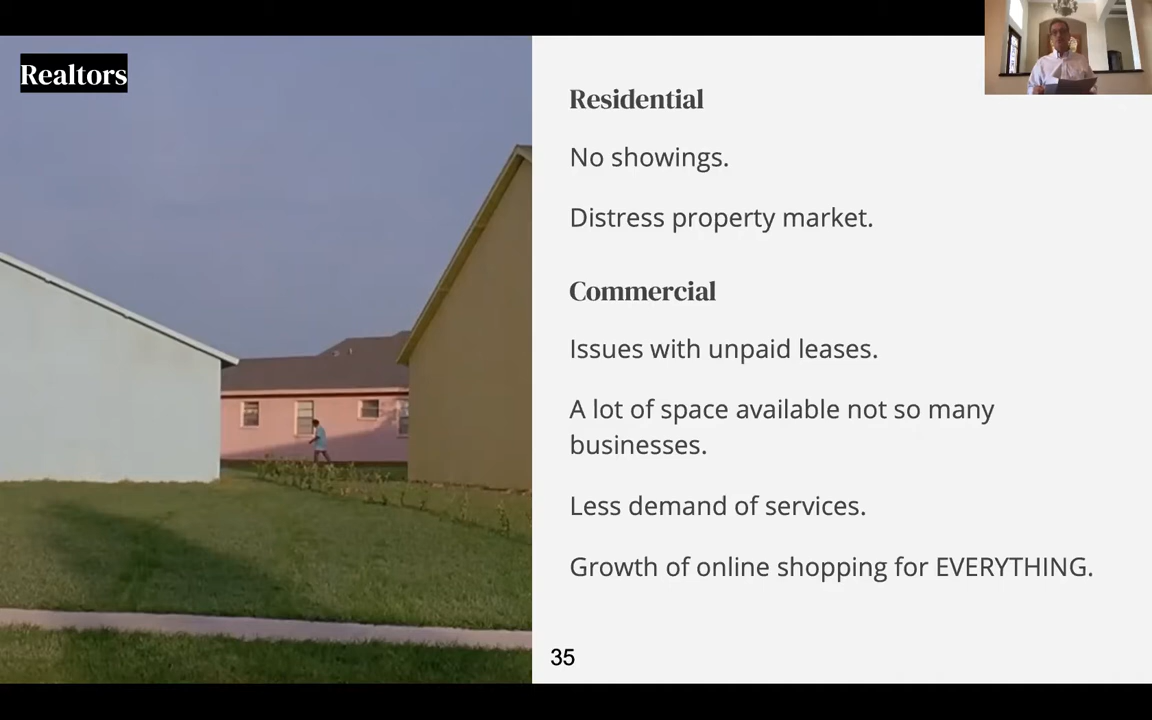 Realtors
Residential
No showings.
Distress property market.
Commercial
Issues with unpaid leases.
A lot of space available not so many
businesses.
Less demand of services.
Growth of online shopping for EVERYTHING.
35